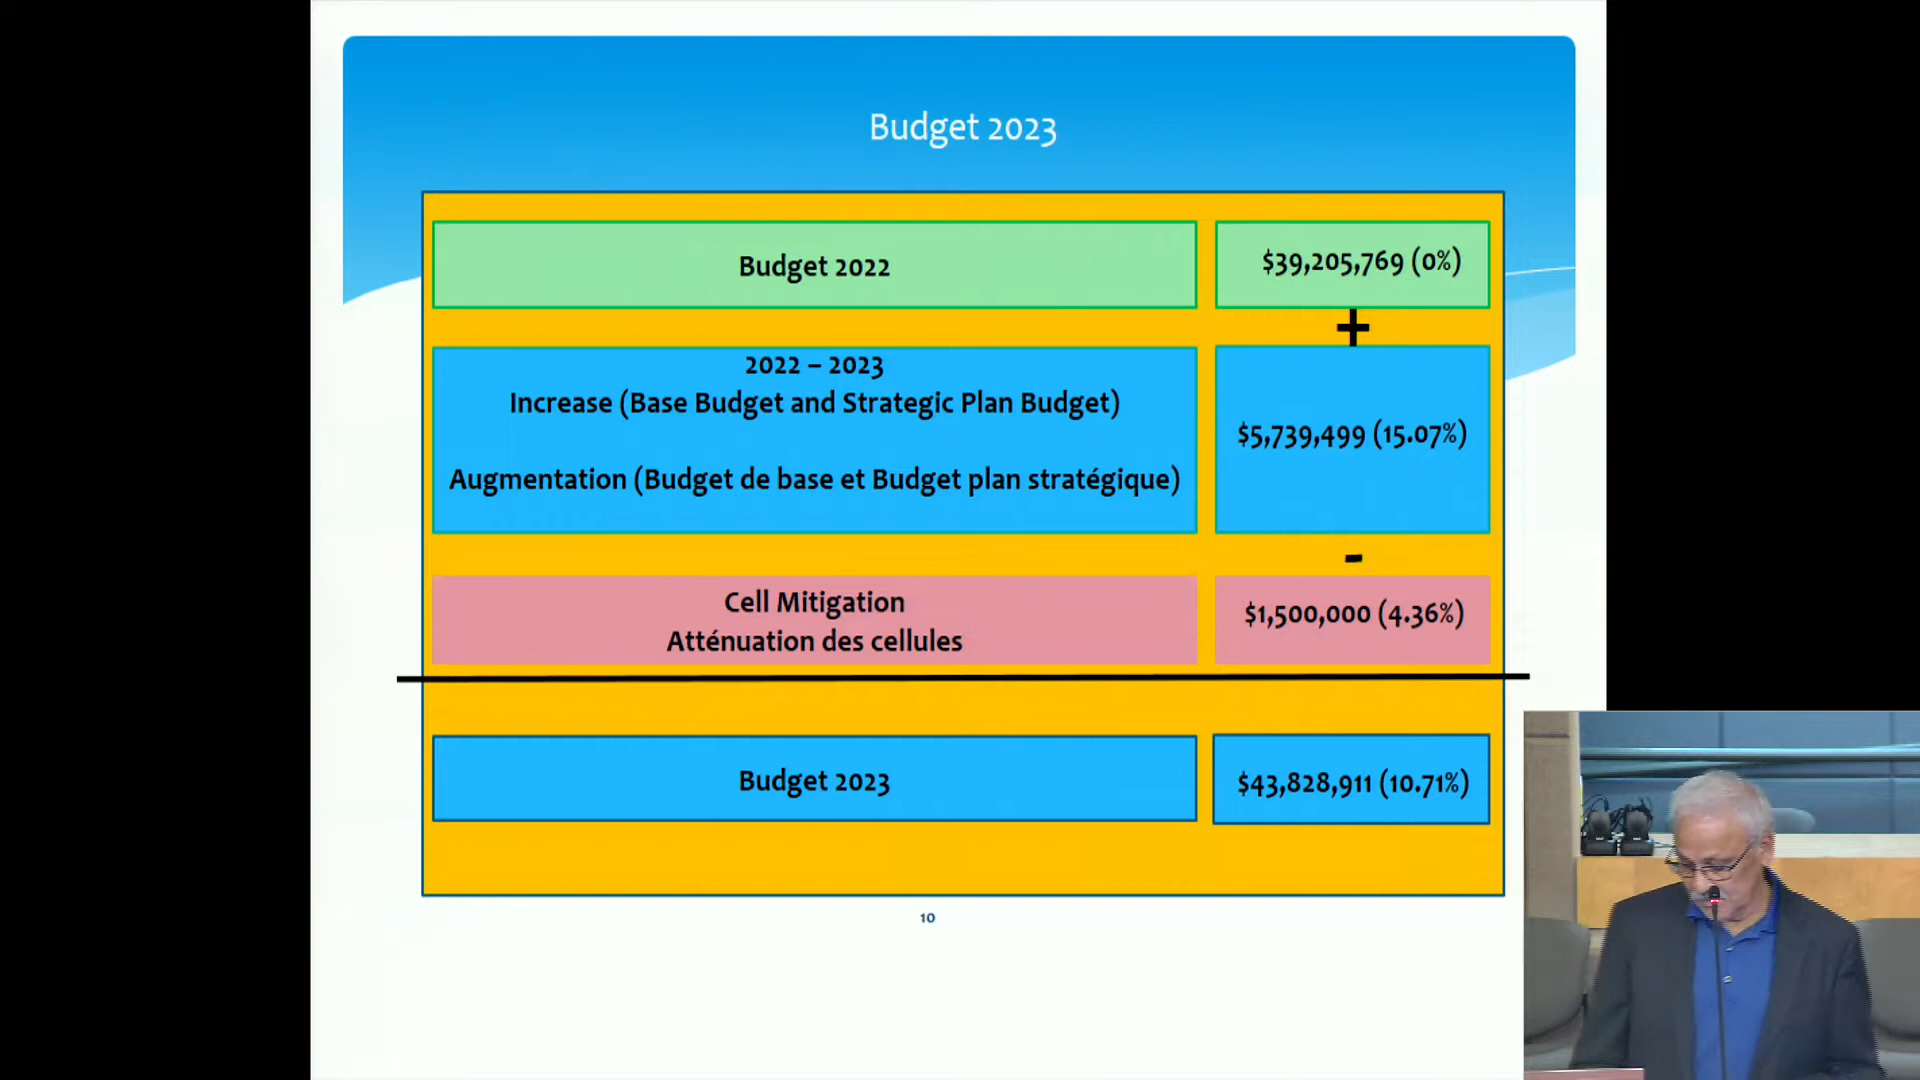 Budget 2023
Budget 2022
$39,205,769 (0%)
+
2022 – 2023
Increase (Base Budget and Strategic Plan Budget)
Augmentation (Budget de base et Budget plan stratégique)
$5,739,499 (15.07%)
-
Cell Mitigation
Atténuation des cellules
$1,500,000 (4.36%)
Budget 2023
$43,828,911 (10.71%)
10